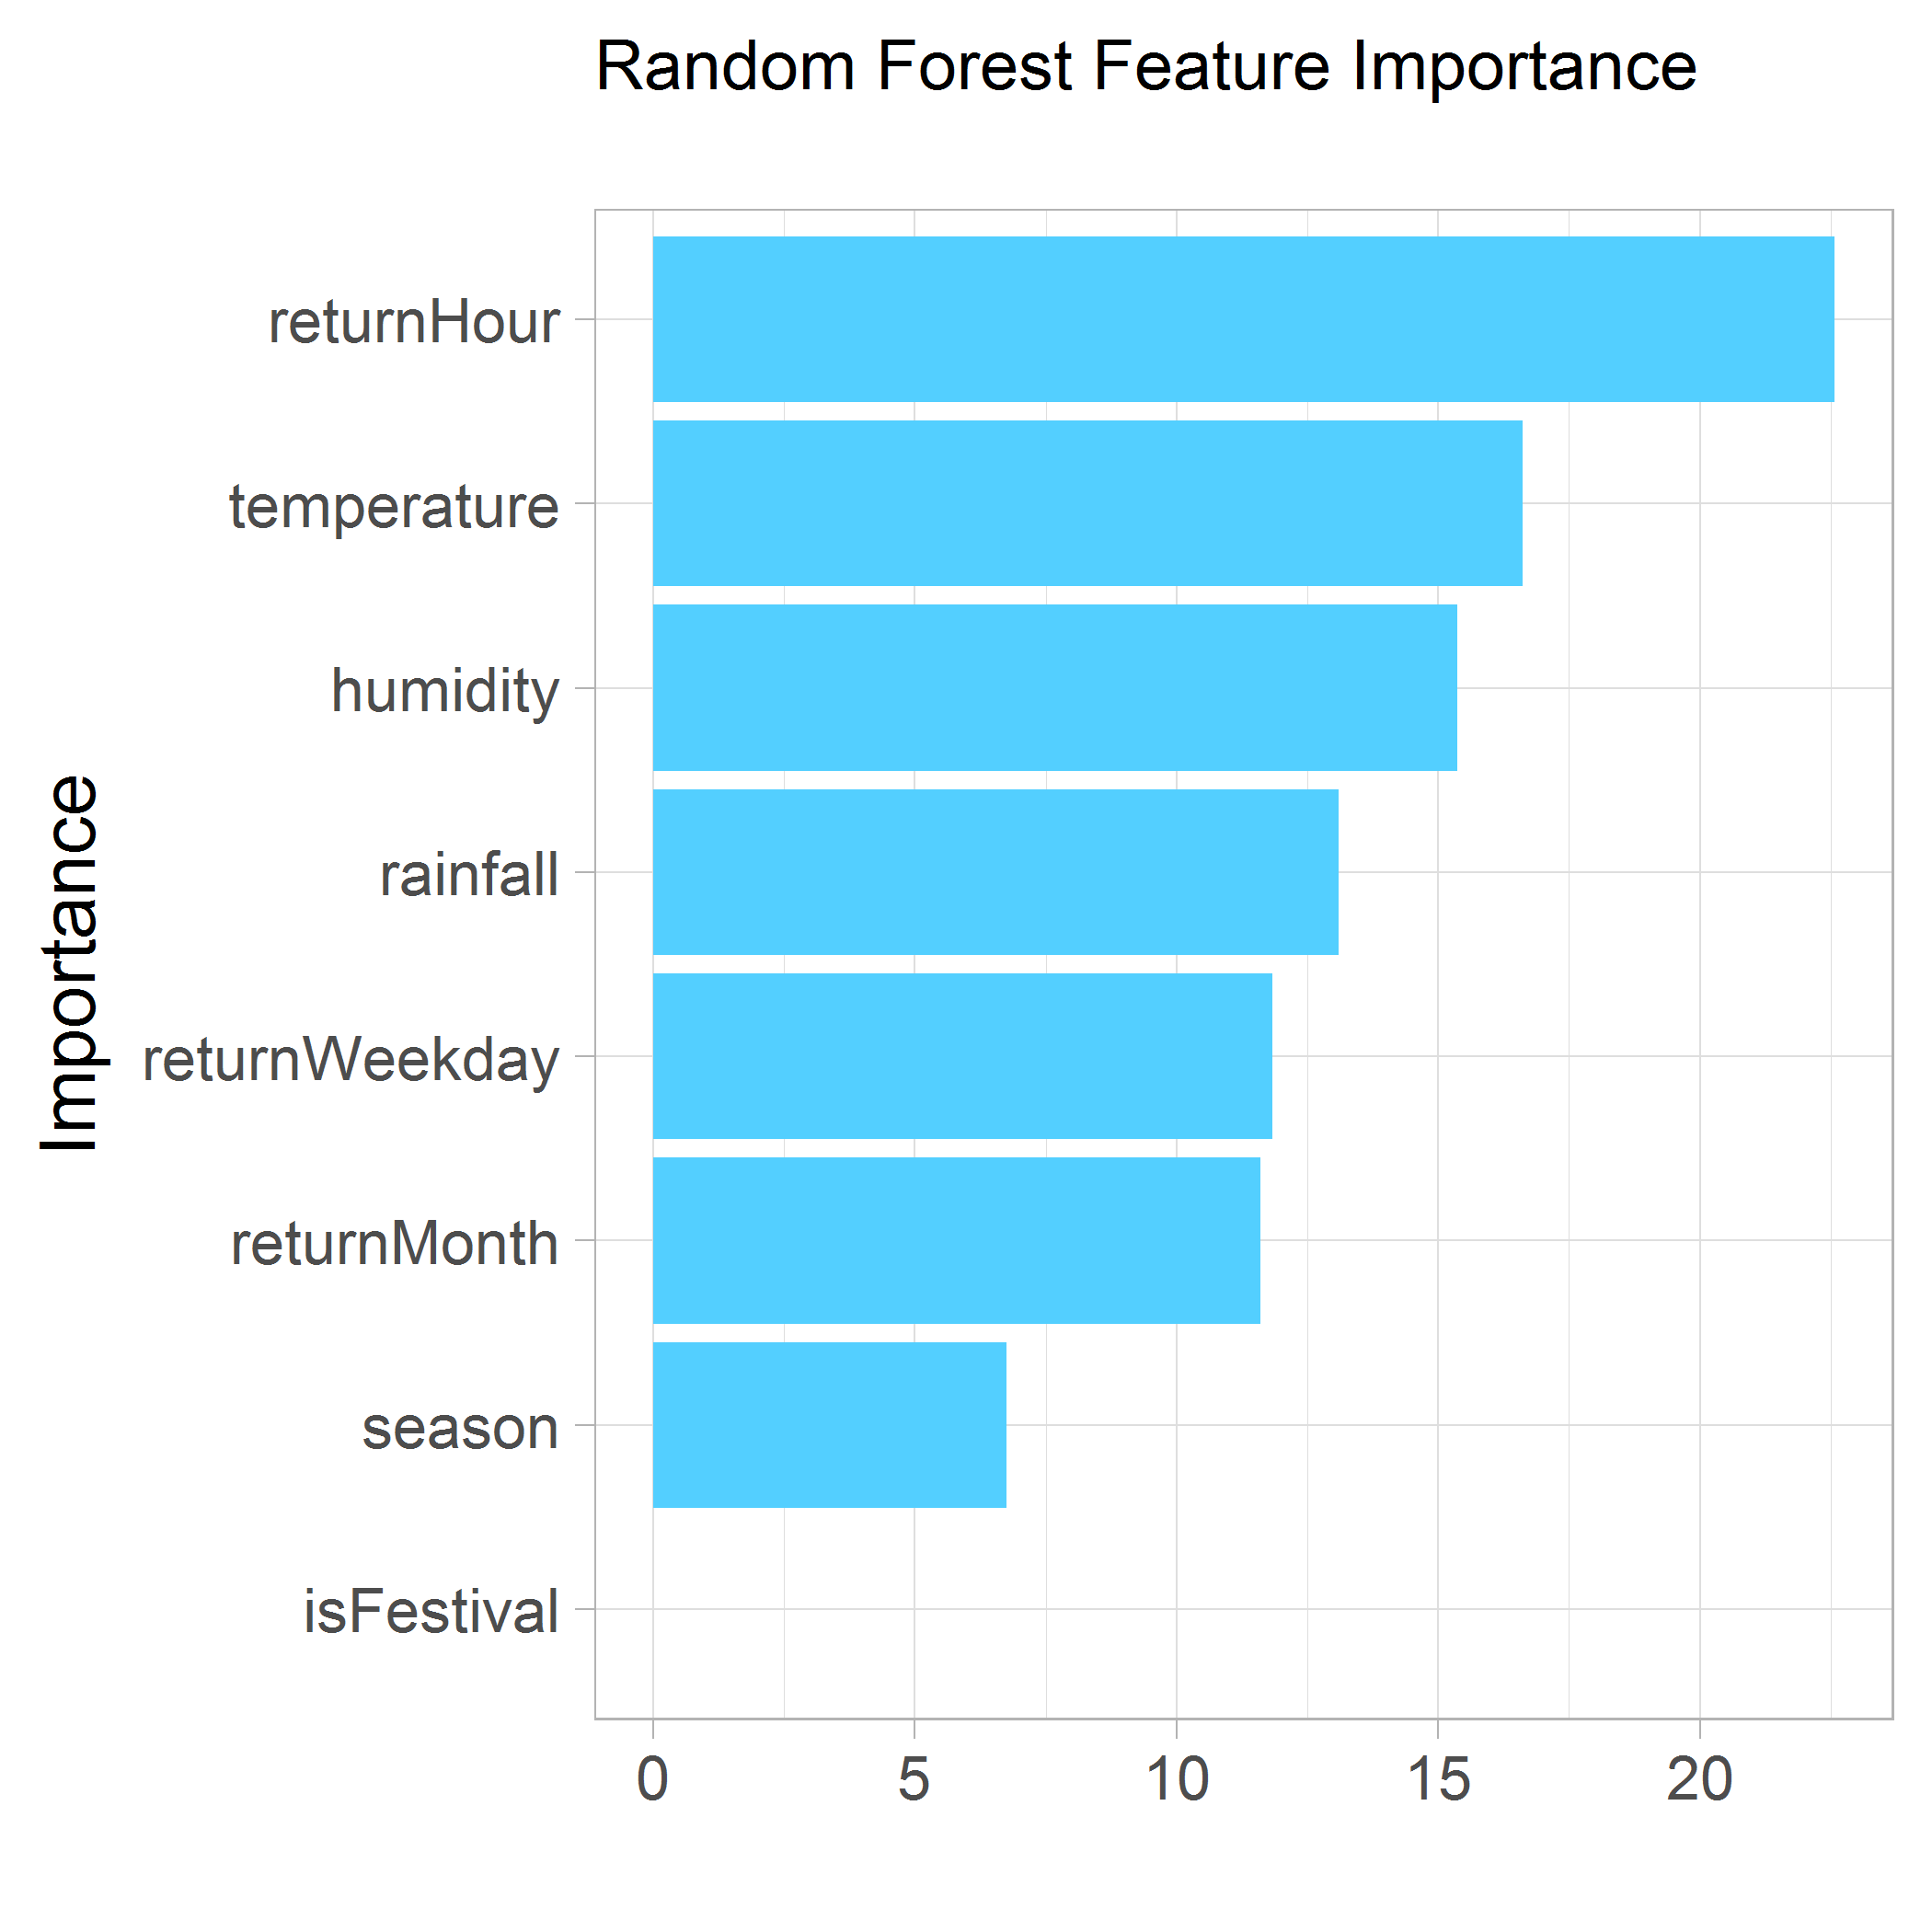 Random Forest Feature Importance
Importance
returnHour
temperature
humidity
rainfall
returnWeekday
returnMonth
season
isFestival
0 5 10 15 20